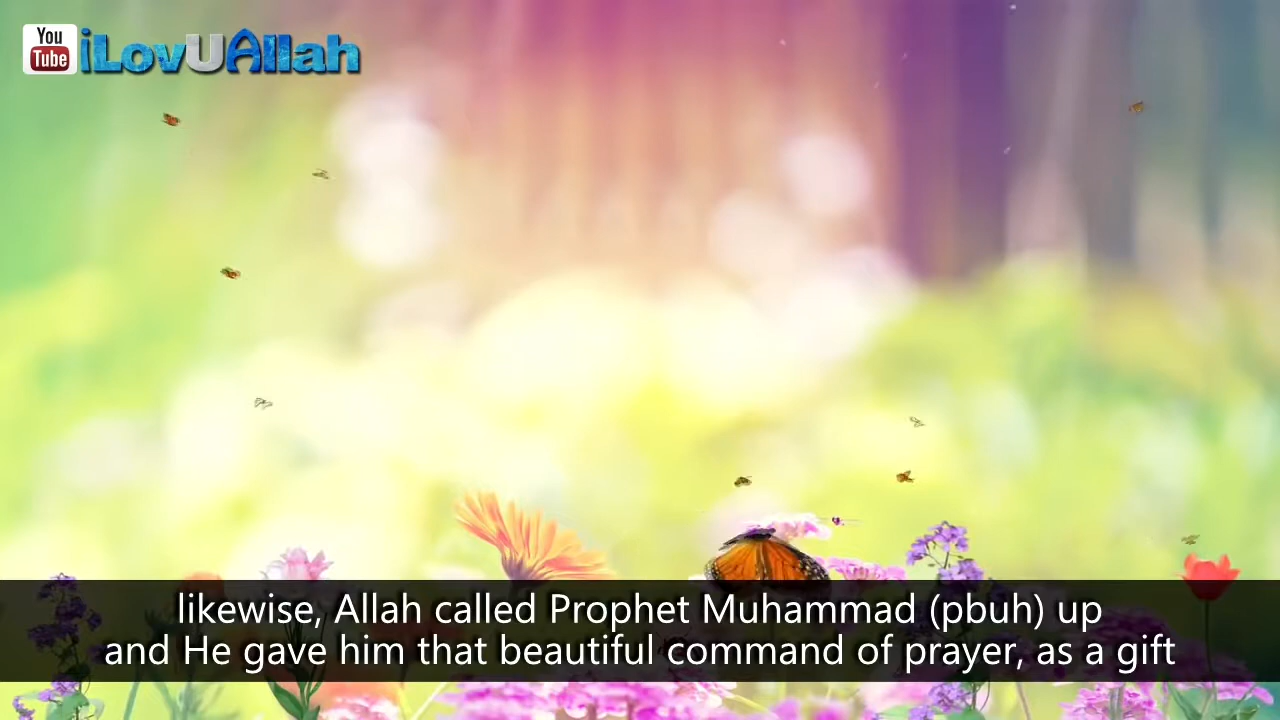 You
Tube
iLovUAllah
likewise, Allah called Prophet Muhammad (pbuh) up
and He gave him that beautiful command of prayer, as a gift